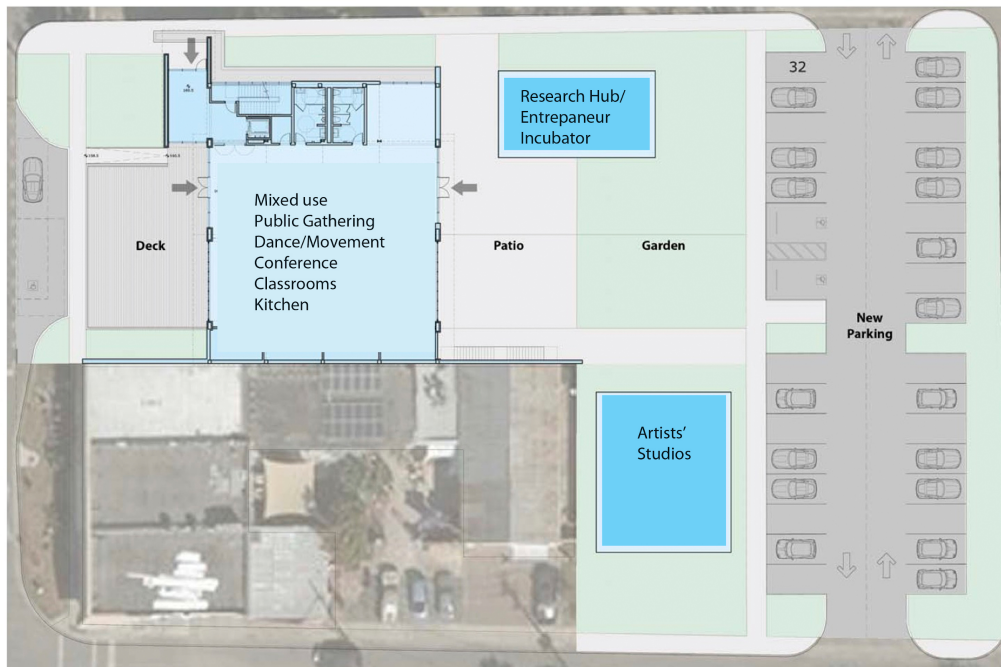 32
Research Hub/
Entrepaneur
Incubator
Mixed use
Public Gathering
Dance/Movement
Conference
Classrooms
Kitchen
Deck
Patio
Garden
New
Parking
Artists’
Studios